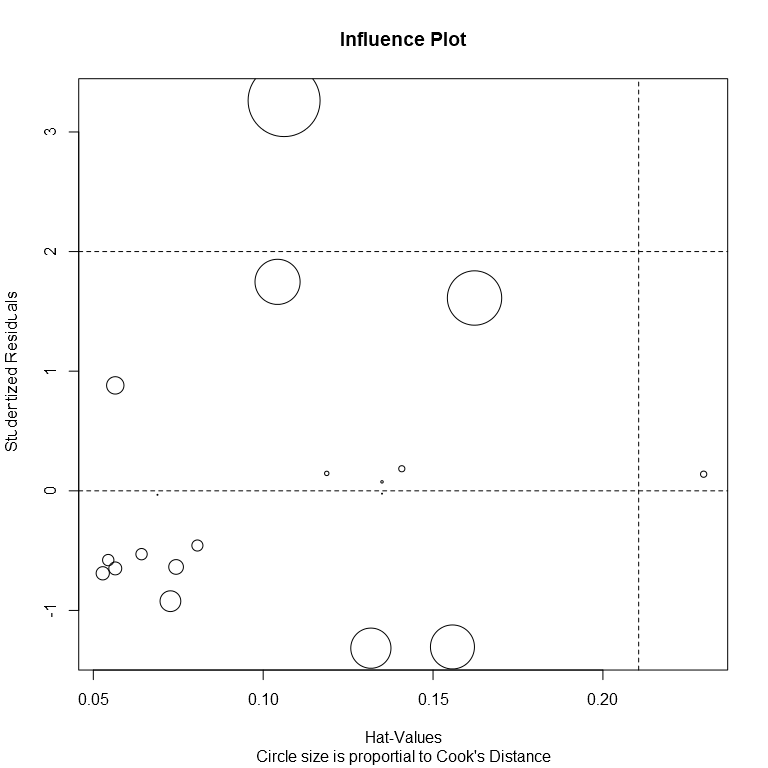 Influence Plot
3
2
1
0
-1
Studentized Residuals
0.05 0.10 0.15 0.20
Hat-Values
Circle size is proportial to Cook's Distance